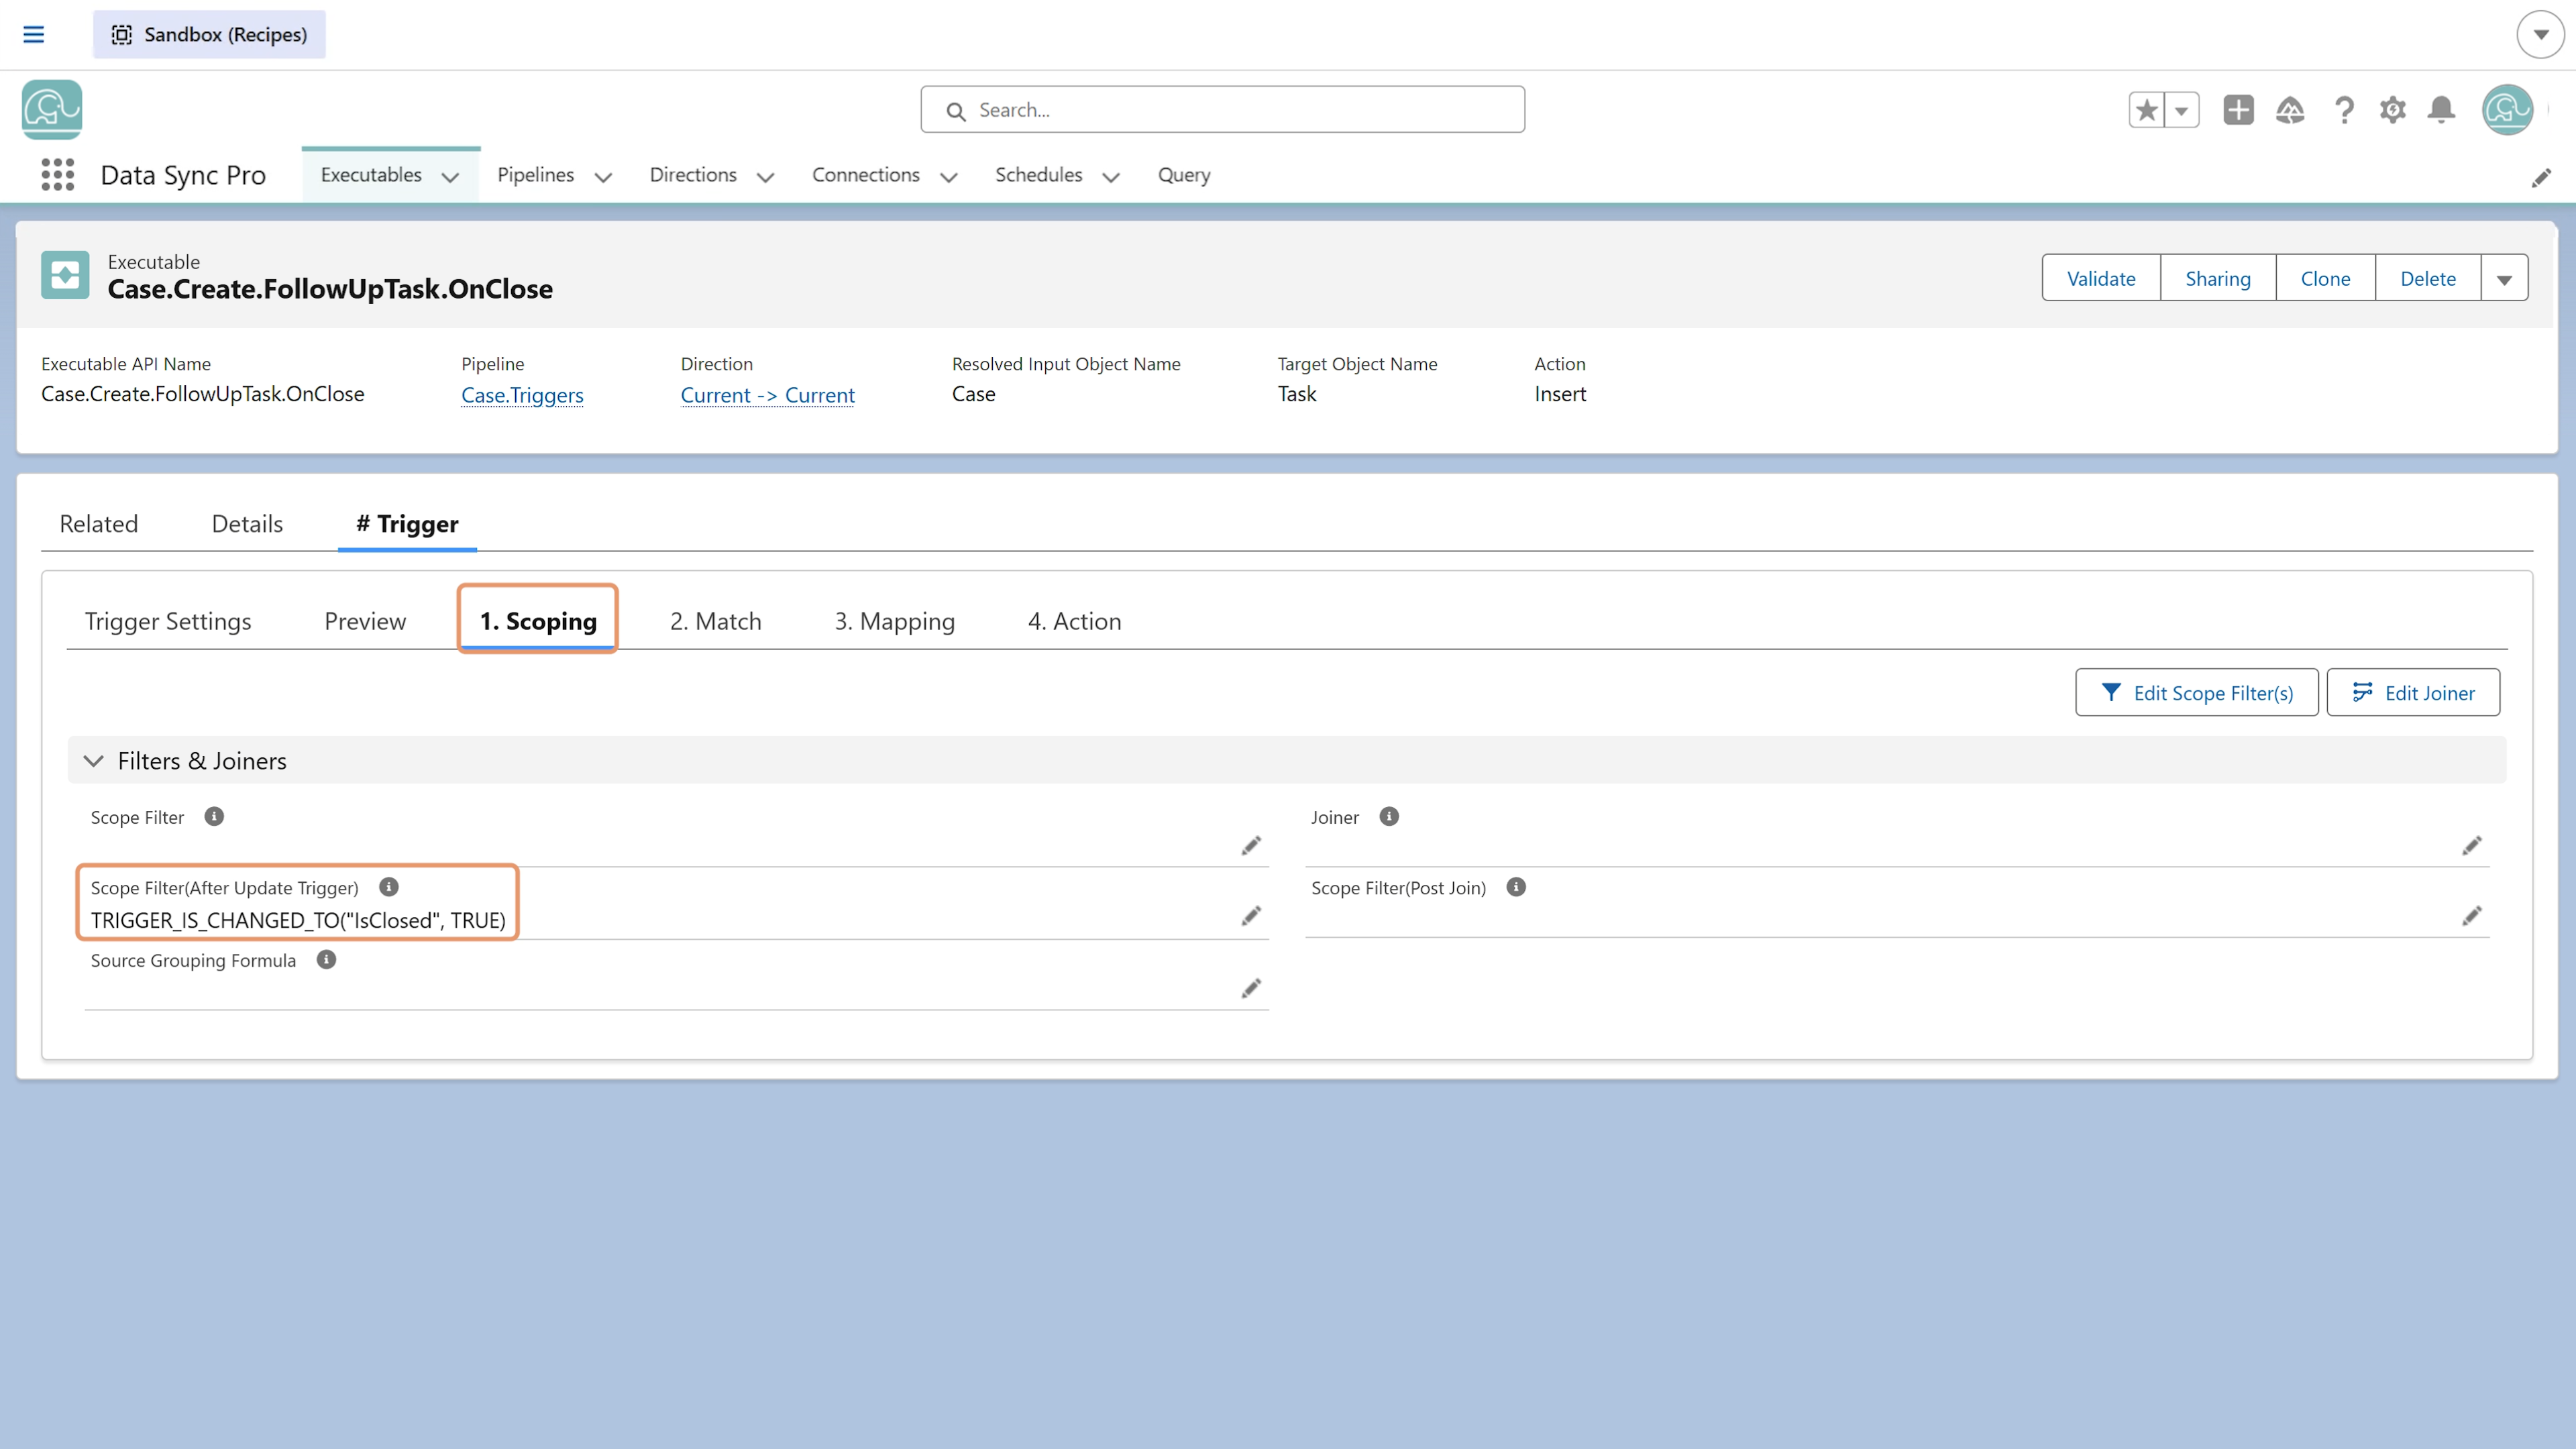 Sandbox (Recipes)
Search...
Data Sync Pro
Executables
Pipelines
Directions
Connections
Schedules
Query
Executable
Case.Create.FollowUpTask.OnClose
Validate
Sharing
Clone
Delete
Executable API Name
Case.Create.FollowUpTask.OnClose
Pipeline
Case.Triggers
Direction
Current -> Current
Resolved Input Object Name
Case
Target Object Name
Task
Action
Insert
Related
Details
# Trigger
Trigger Settings
Preview
1. Scoping
2. Match
3. Mapping
4. Action
Edit Scope Filter(s)
Edit Joiner
Filters & Joiners
Scope Filter
Joiner
Scope Filter(After Update Trigger)
TRIGGER_IS_CHANGED_TO("IsClosed", TRUE)
Scope Filter(Post Join)
Source Grouping Formula